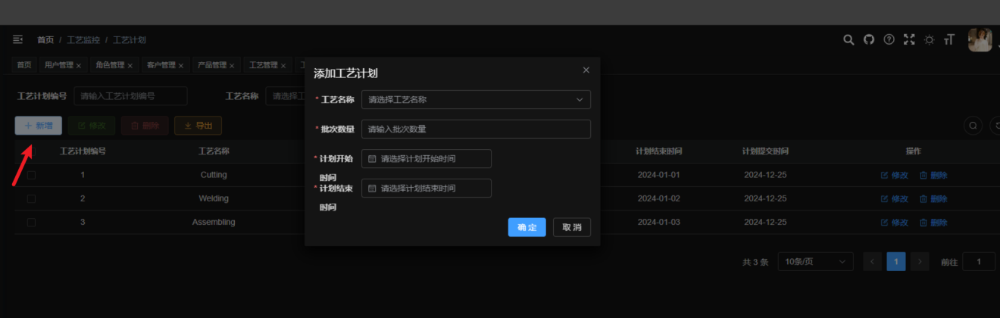 首页 / 工艺监控 / 工艺计划
首页 用户管理 × 角色管理 × 客户管理 × 产品管理 × 工艺管理 ×
添加工艺计划
工艺计划编号 请输入工艺计划编号 工艺名称 请选择工
* 工艺名称 请选择工艺名称
+ 新增 修改 删除 导出
* 批次数量 请输入批次数量
工艺计划编号 工艺名称 计划结束时间 计划提交时间 操作
* 计划开始时间 请选择计划开始时间
1 Cutting 2024-01-01 2024-12-25 修改 删除
* 计划结束时间 请选择计划结束时间
2 Welding 2024-01-02 2024-12-25 修改 删除
3 Assembling 2024-01-03 2024-12-25 修改 删除
确定 取消
共 3 条 10条/页 1 前往 1